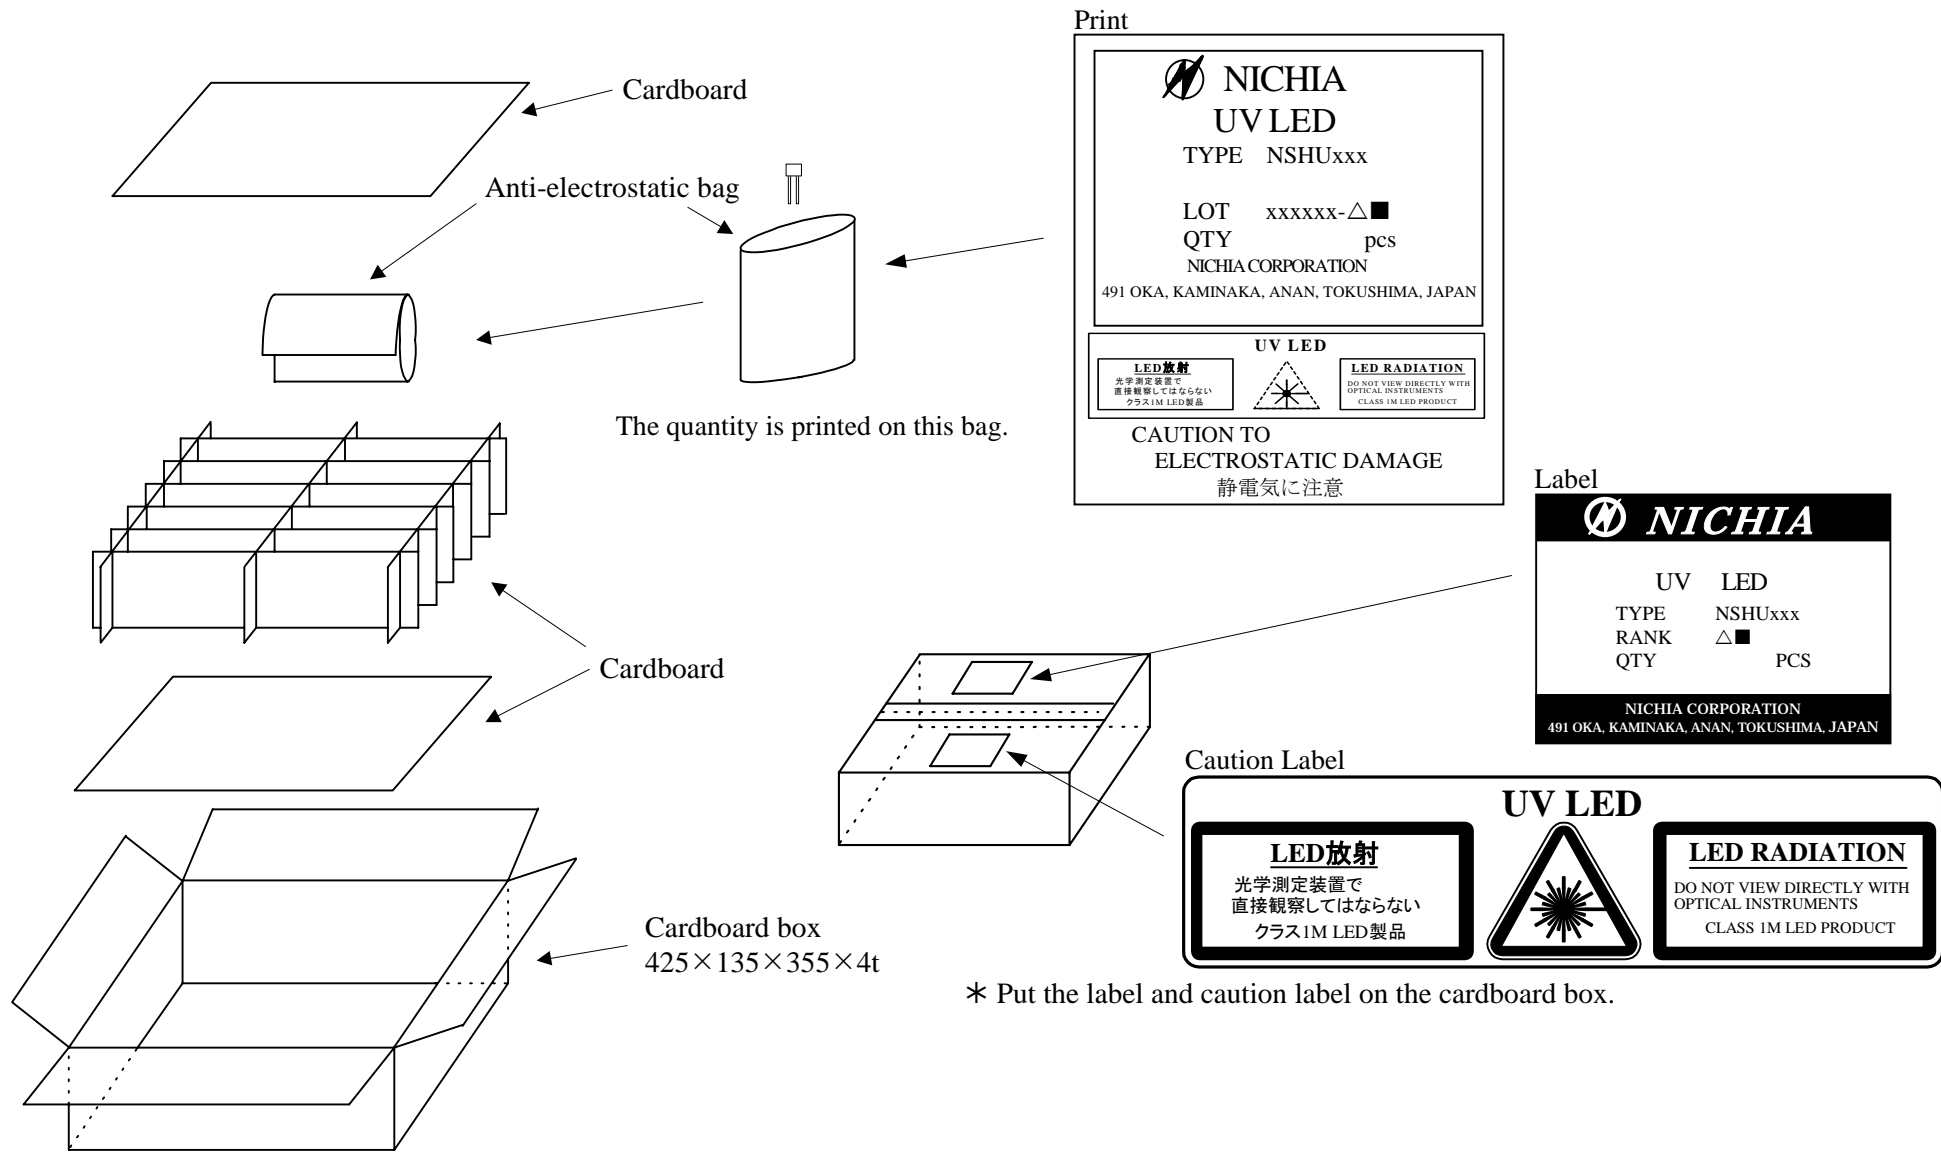 Print
NICHIA
UV LED
TYPE NSHUxxx
LOT xxxxxx-△■
QTY pcs
NICHIA CORPORATION
491 OKA, KAMINAKA, ANAN, TOKUSHIMA, JAPAN
UV LED
LED放射
光学測定装置で
直接観察してはならない
クラス1M LED製品
LED RADIATION
DO NOT VIEW DIRECTLY WITH
OPTICAL INSTRUMENTS
CLASS 1M LED PRODUCT
CAUTION TO
ELECTROSTATIC DAMAGE
静電気に注意
Cardboard
Anti-electrostatic bag
The quantity is printed on this bag.
Label
NICHIA
UV LED
TYPE NSHUxxx
RANK △■
QTY PCS
NICHIA CORPORATION
491 OKA, KAMINAKA, ANAN, TOKUSHIMA, JAPAN
Cardboard
Caution Label
UV LED
LED放射
光学測定装置で
直接観察してはならない
クラス1M LED製品
LED RADIATION
DO NOT VIEW DIRECTLY WITH
OPTICAL INSTRUMENTS
CLASS 1M LED PRODUCT
Cardboard box
425×135×355×4t
＊ Put the label and caution label on the cardboard box.